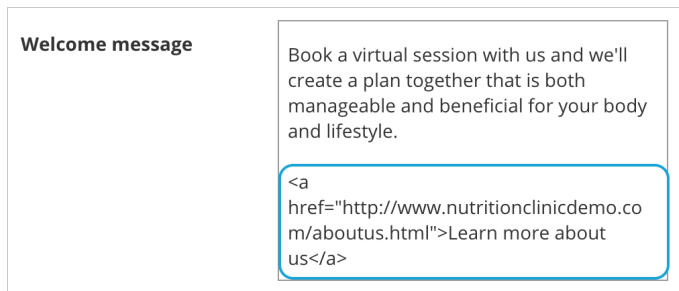 Welcome message
Book a virtual session with us and we'll
create a plan together that is both
manageable and beneficial for your body
and lifestyle.
<a
href="http://www.nutritionclinicdemo.co
m/aboutus.html">Learn more about
us</a>